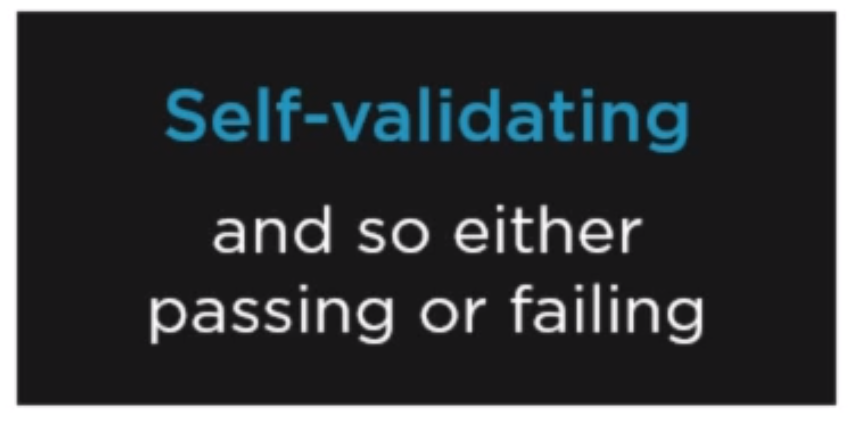 Self-validating
and so either
passing or failing